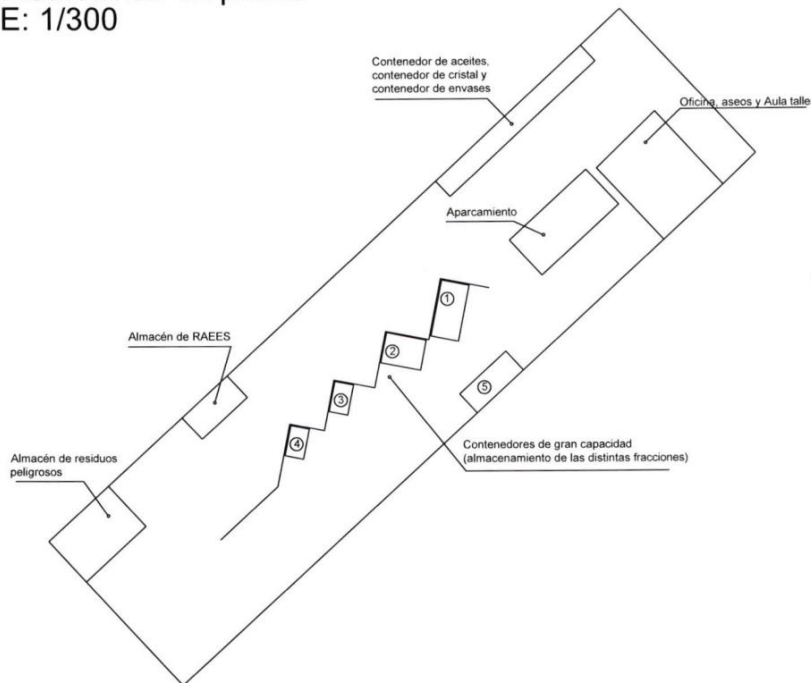 E: 1/300
Contenedor de aceites,
contenedor de cristal y
contenedor de envases
Oficina, aseos y Aula talle
Aparcamiento
1
2
Almacén de RAEES
3
5
4
Contenedores de gran capacidad
(almacenamiento de las distintas fracciones)
Almacén de residuos
peligrosos